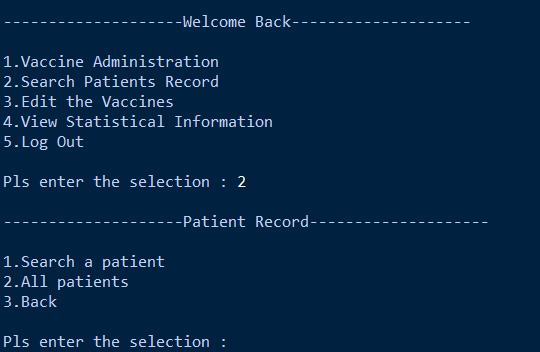 --------------------Welcome Back--------------------
1.Vaccine Administration
2.Search Patients Record
3.Edit the Vaccines
4.View Statistical Information
5.Log Out
Pls enter the selection : 2
--------------------Patient Record--------------------
1.Search a patient
2.All patients
3.Back
Pls enter the selection :